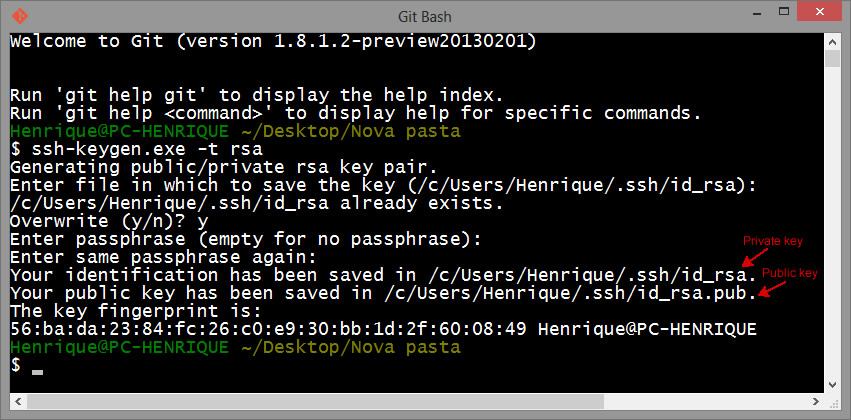 Git Bash
Welcome to Git (version 1.8.1.2-preview20130201)
Run 'git help git' to display the help index.
Run 'git help <command>' to display help for specific commands.
Henrique@PC-HENRIQUE ~/Desktop/Nova pasta
$ ssh-keygen.exe -t rsa
Generating public/private rsa key pair.
Enter file in which to save the key (/c/Users/Henrique/.ssh/id_rsa):
/c/Users/Henrique/.ssh/id_rsa already exists.
Overwrite (y/n)? y
Enter passphrase (empty for no passphrase):
Enter same passphrase again:
Private key
Your identification has been saved in /c/Users/Henrique/.ssh/id_rsa.
Public key
Your public key has been saved in /c/Users/Henrique/.ssh/id_rsa.pub.
The key fingerprint is:
56:ba:da:23:84:fc:26:c0:e9:30:bb:1d:2f:60:08:49 Henrique@PC-HENRIQUE
Henrique@PC-HENRIQUE ~/Desktop/Nova pasta
$